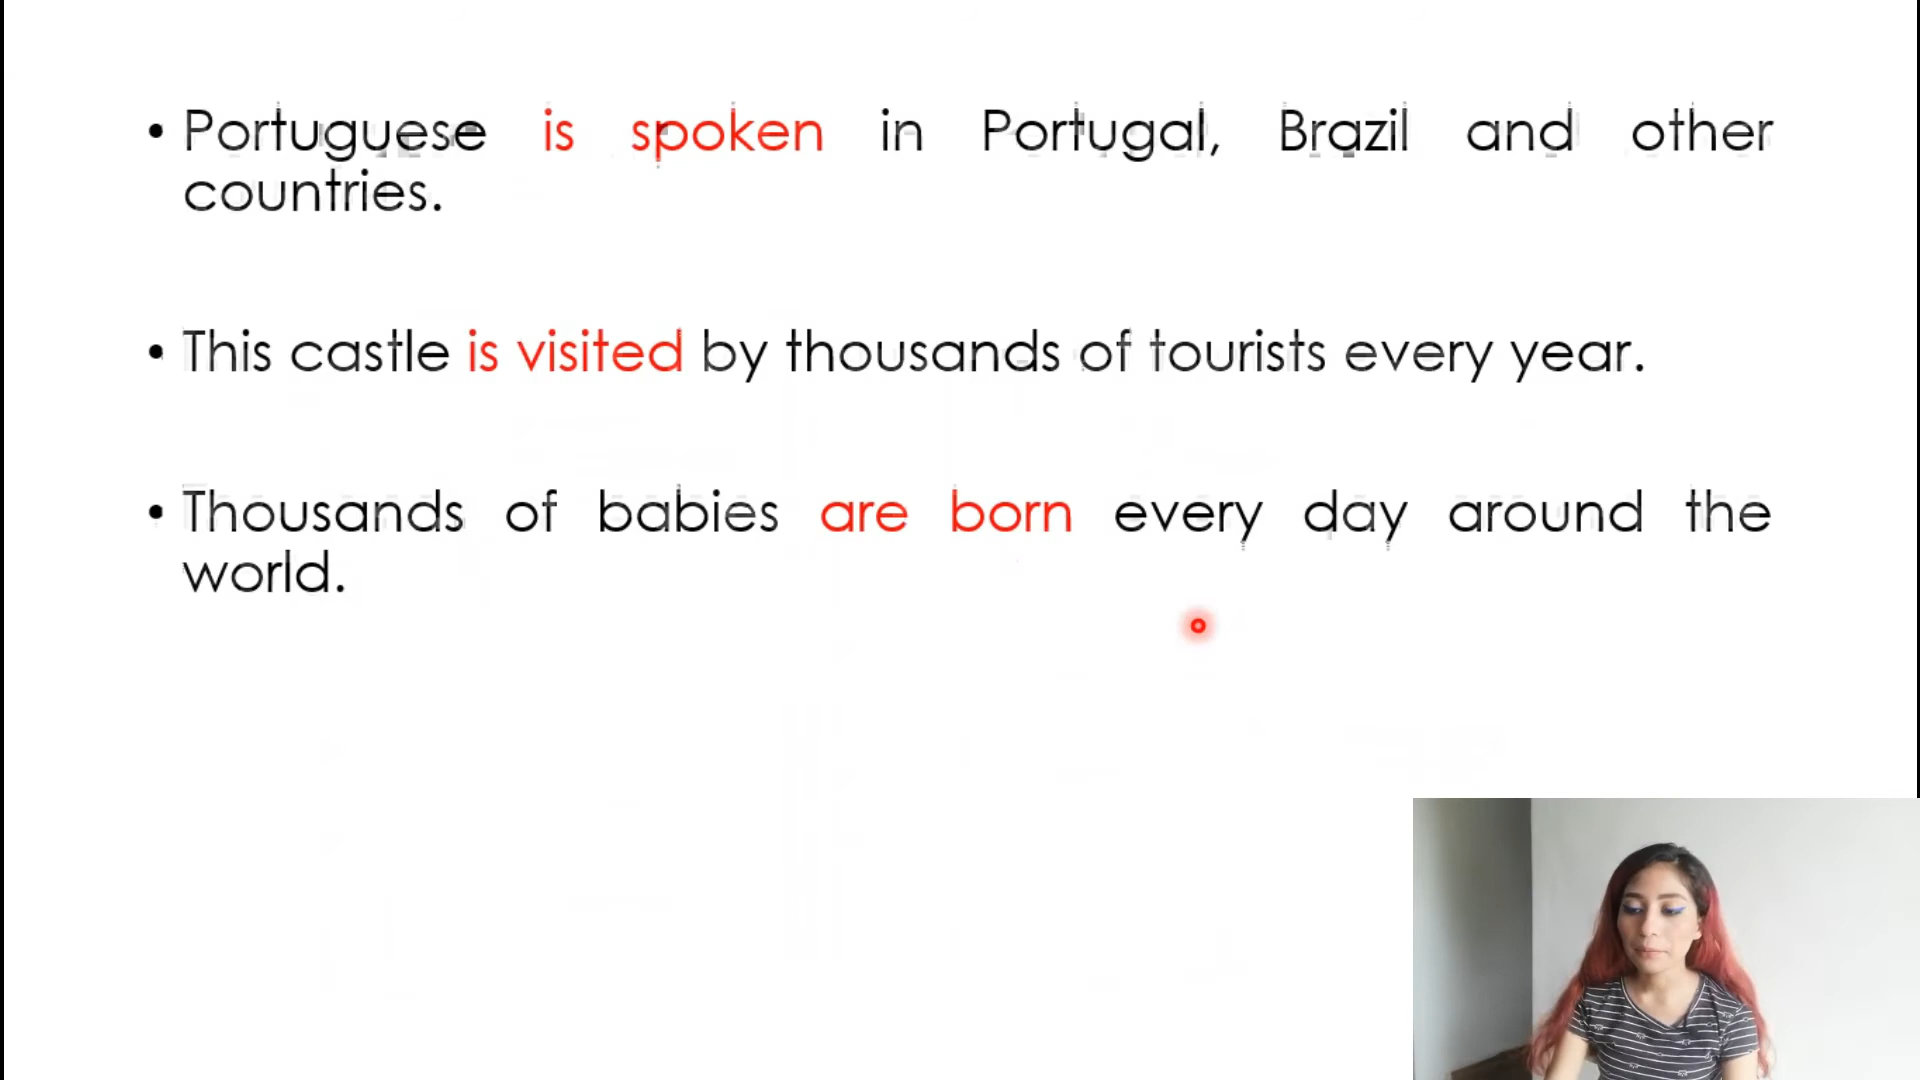 • Portuguese is spoken in Portugal, Brazil and other
countries.
• This castle is visited by thousands of tourists every year.
• Thousands of babies are born every day around the
world.